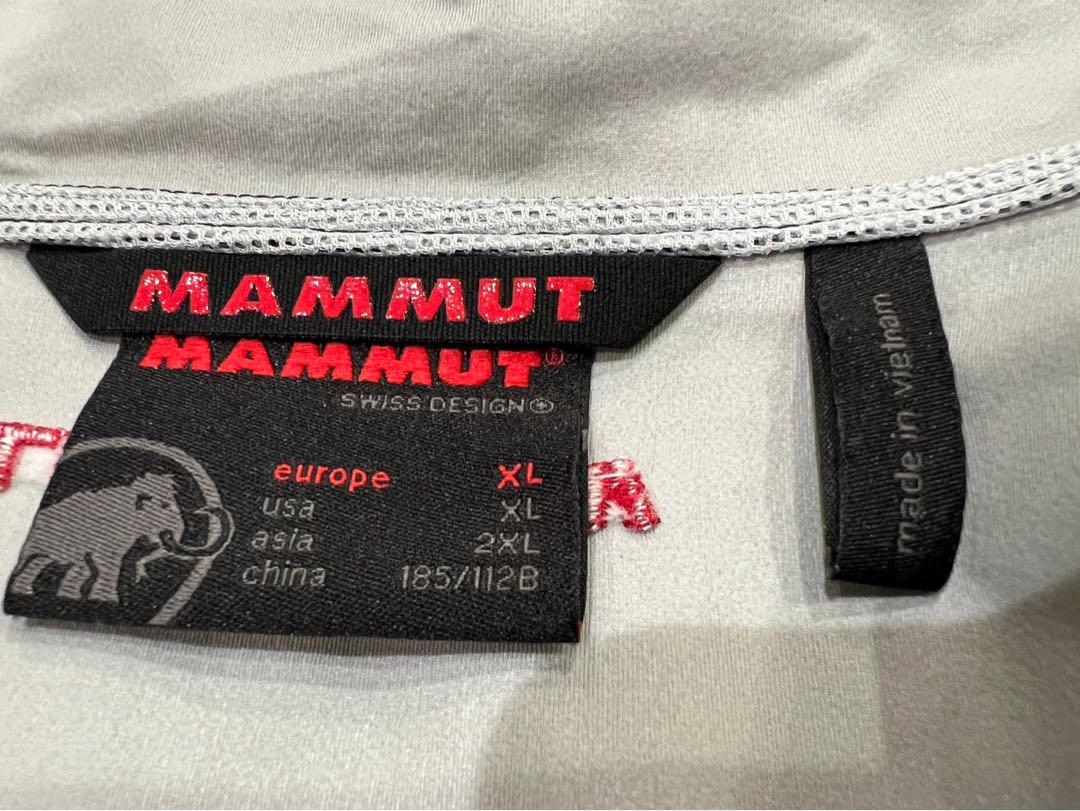 MAMMUT
MAMMUT®
SWISS DESIGN
europe XL
usa XL
asia 2XL
china 185/112B
made in vietnam